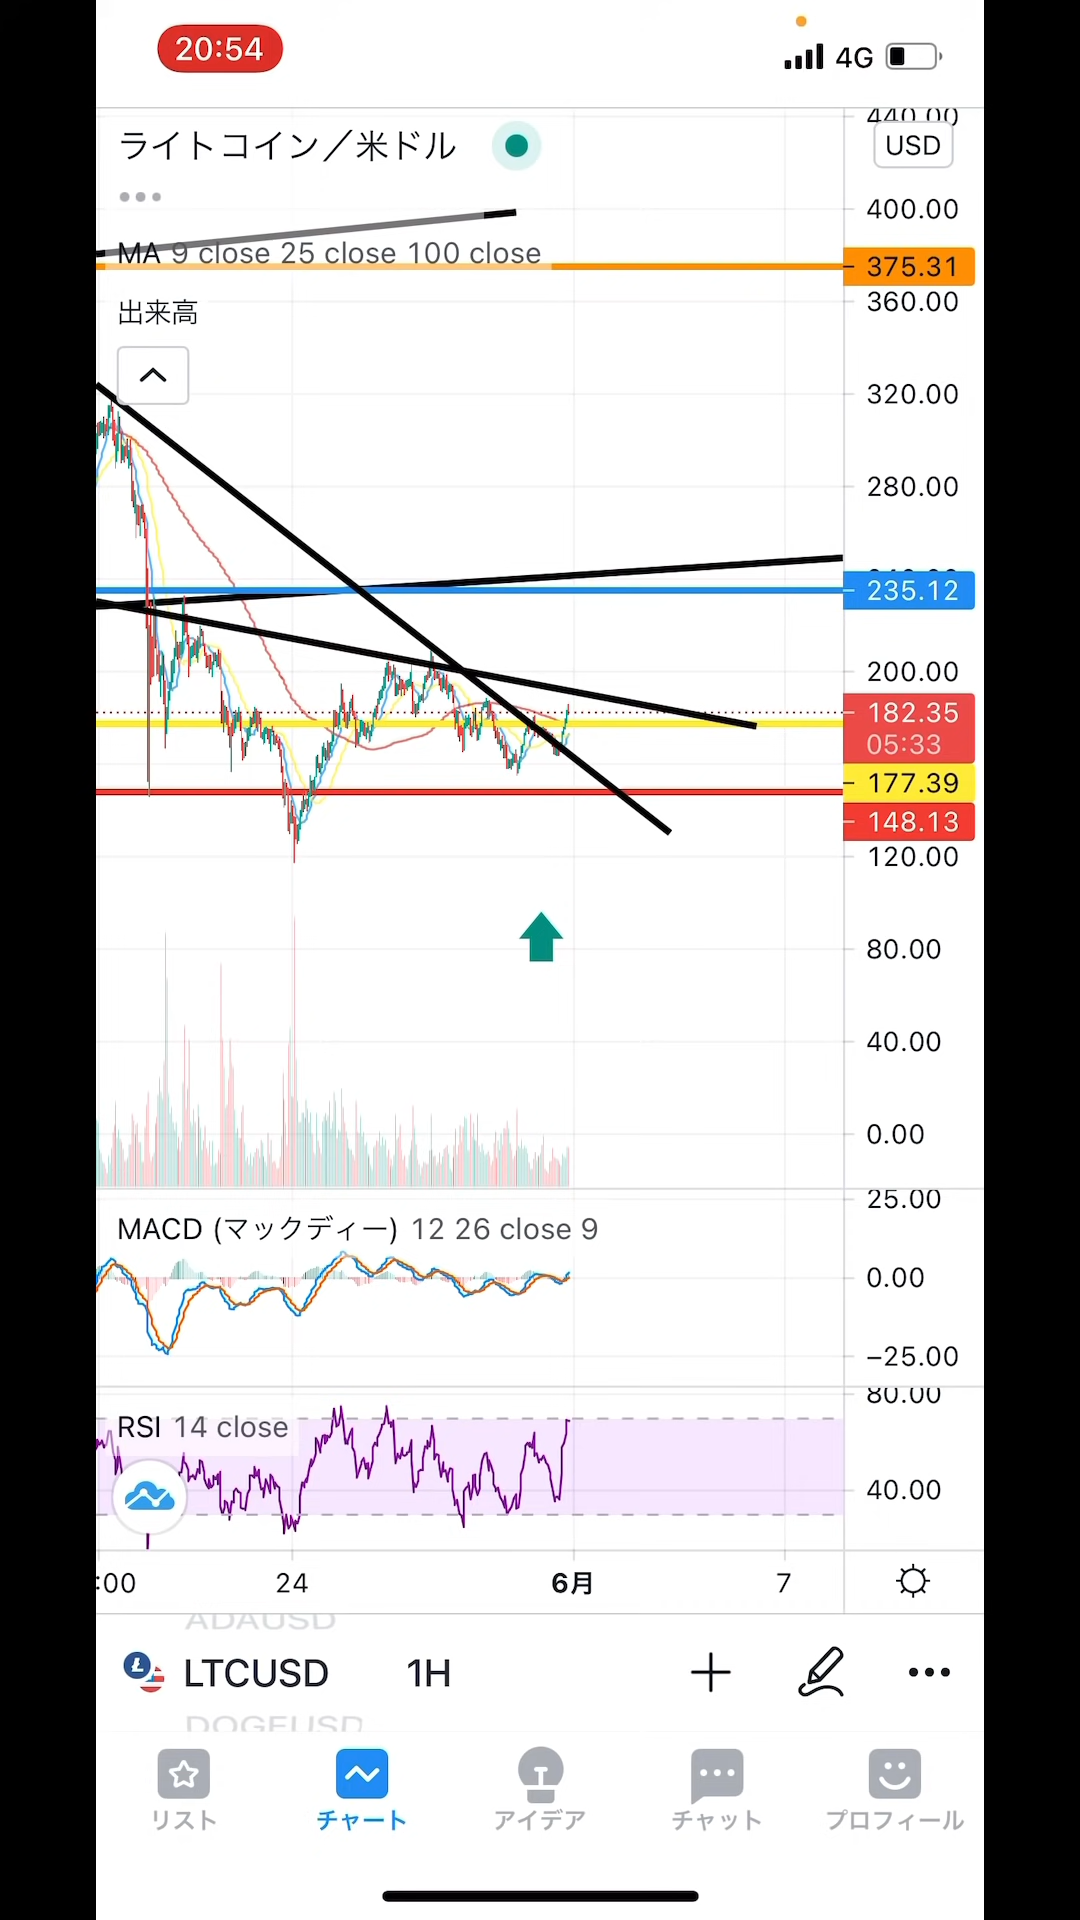 20:54
4G
440.00
ライトコイン／米ドル
USD
400.00
MA 9 close 25 close 100 close
375.31
360.00
出来高
320.00
280.00
235.12
200.00
182.35
05:33
177.39
148.13
120.00
80.00
40.00
0.00
25.00
MACD (マックディー) 12 26 close 9
0.00
−25.00
80.00
RSI 14 close
40.00
:00 24 6月 7
ADAUSD
LTCUSD 1H
DOGEUSD
リスト チャート アイデア チャット プロフィール